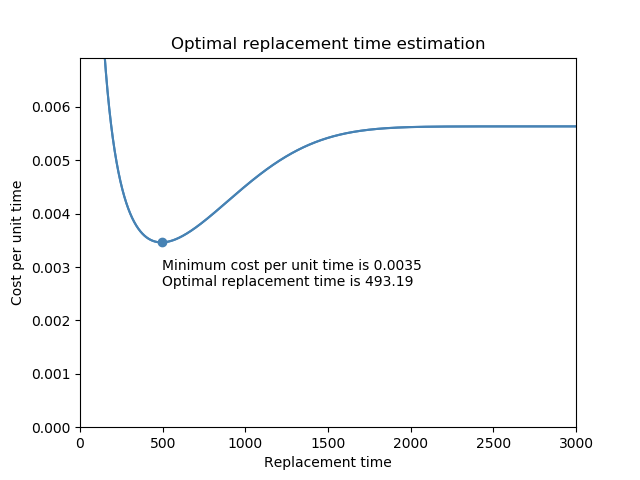 Optimal replacement time estimation
Cost per unit time
0.006
0.005
0.004
0.003
0.002
0.001
0.000
Minimum cost per unit time is 0.0035
Optimal replacement time is 493.19
0 500 1000 1500 2000 2500 3000
Replacement time